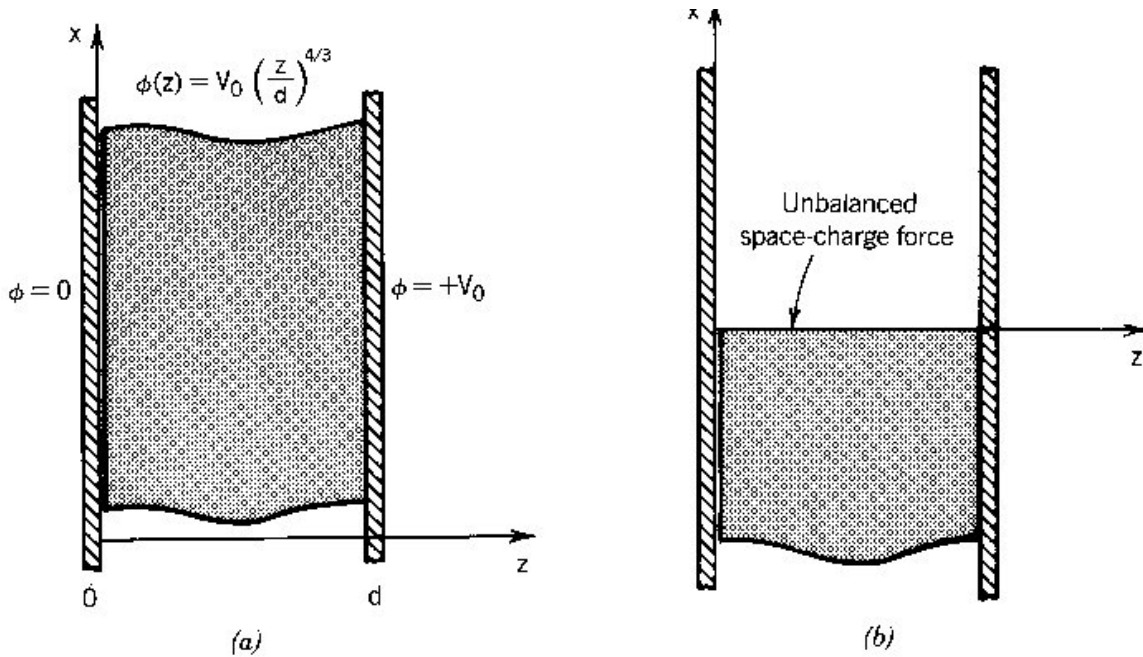 x
ϕ(z) = V₀ (z/d)^4/3
ϕ = 0
ϕ = +V₀
z
0
d
(a)
x
Unbalanced
space-charge force
z
(b)